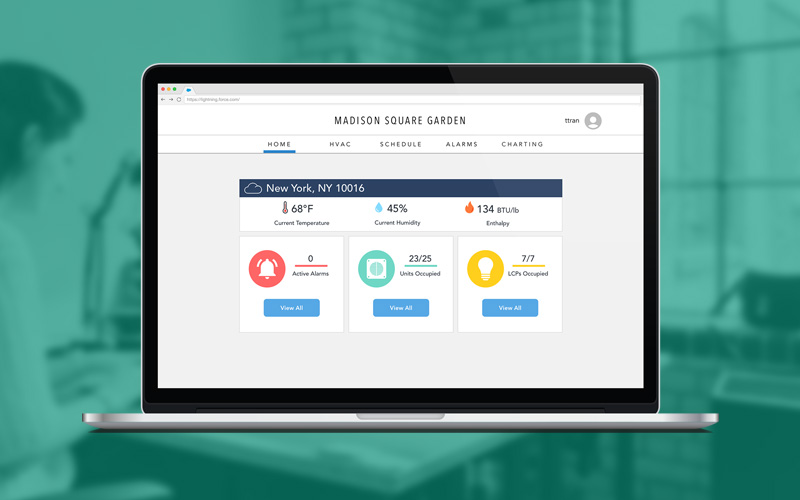 https://lightning.lionai.com/
MADISON SQUARE GARDEN
ttran
HOME HVAC SCHEDULE ALARMS CHARTING
New York, NY 10016
68°F 45% 134 BTU/lb
Current Temperature Current Humidity Enthalpy
0 23/25 7/7
Active Alarms Units Occupied LCPs Occupied
View All View All View All